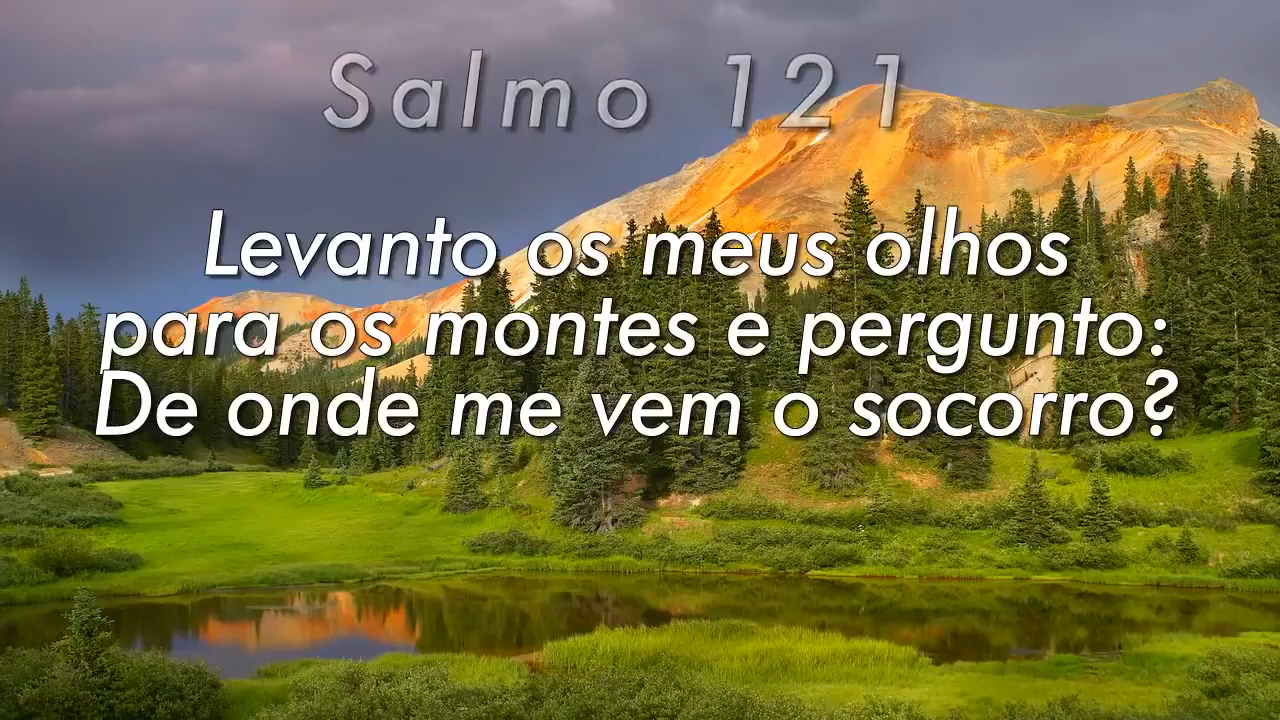 Salmo 121
Levanto os meus olhos
para os montes e pergunto:
De onde me vem o socorro?